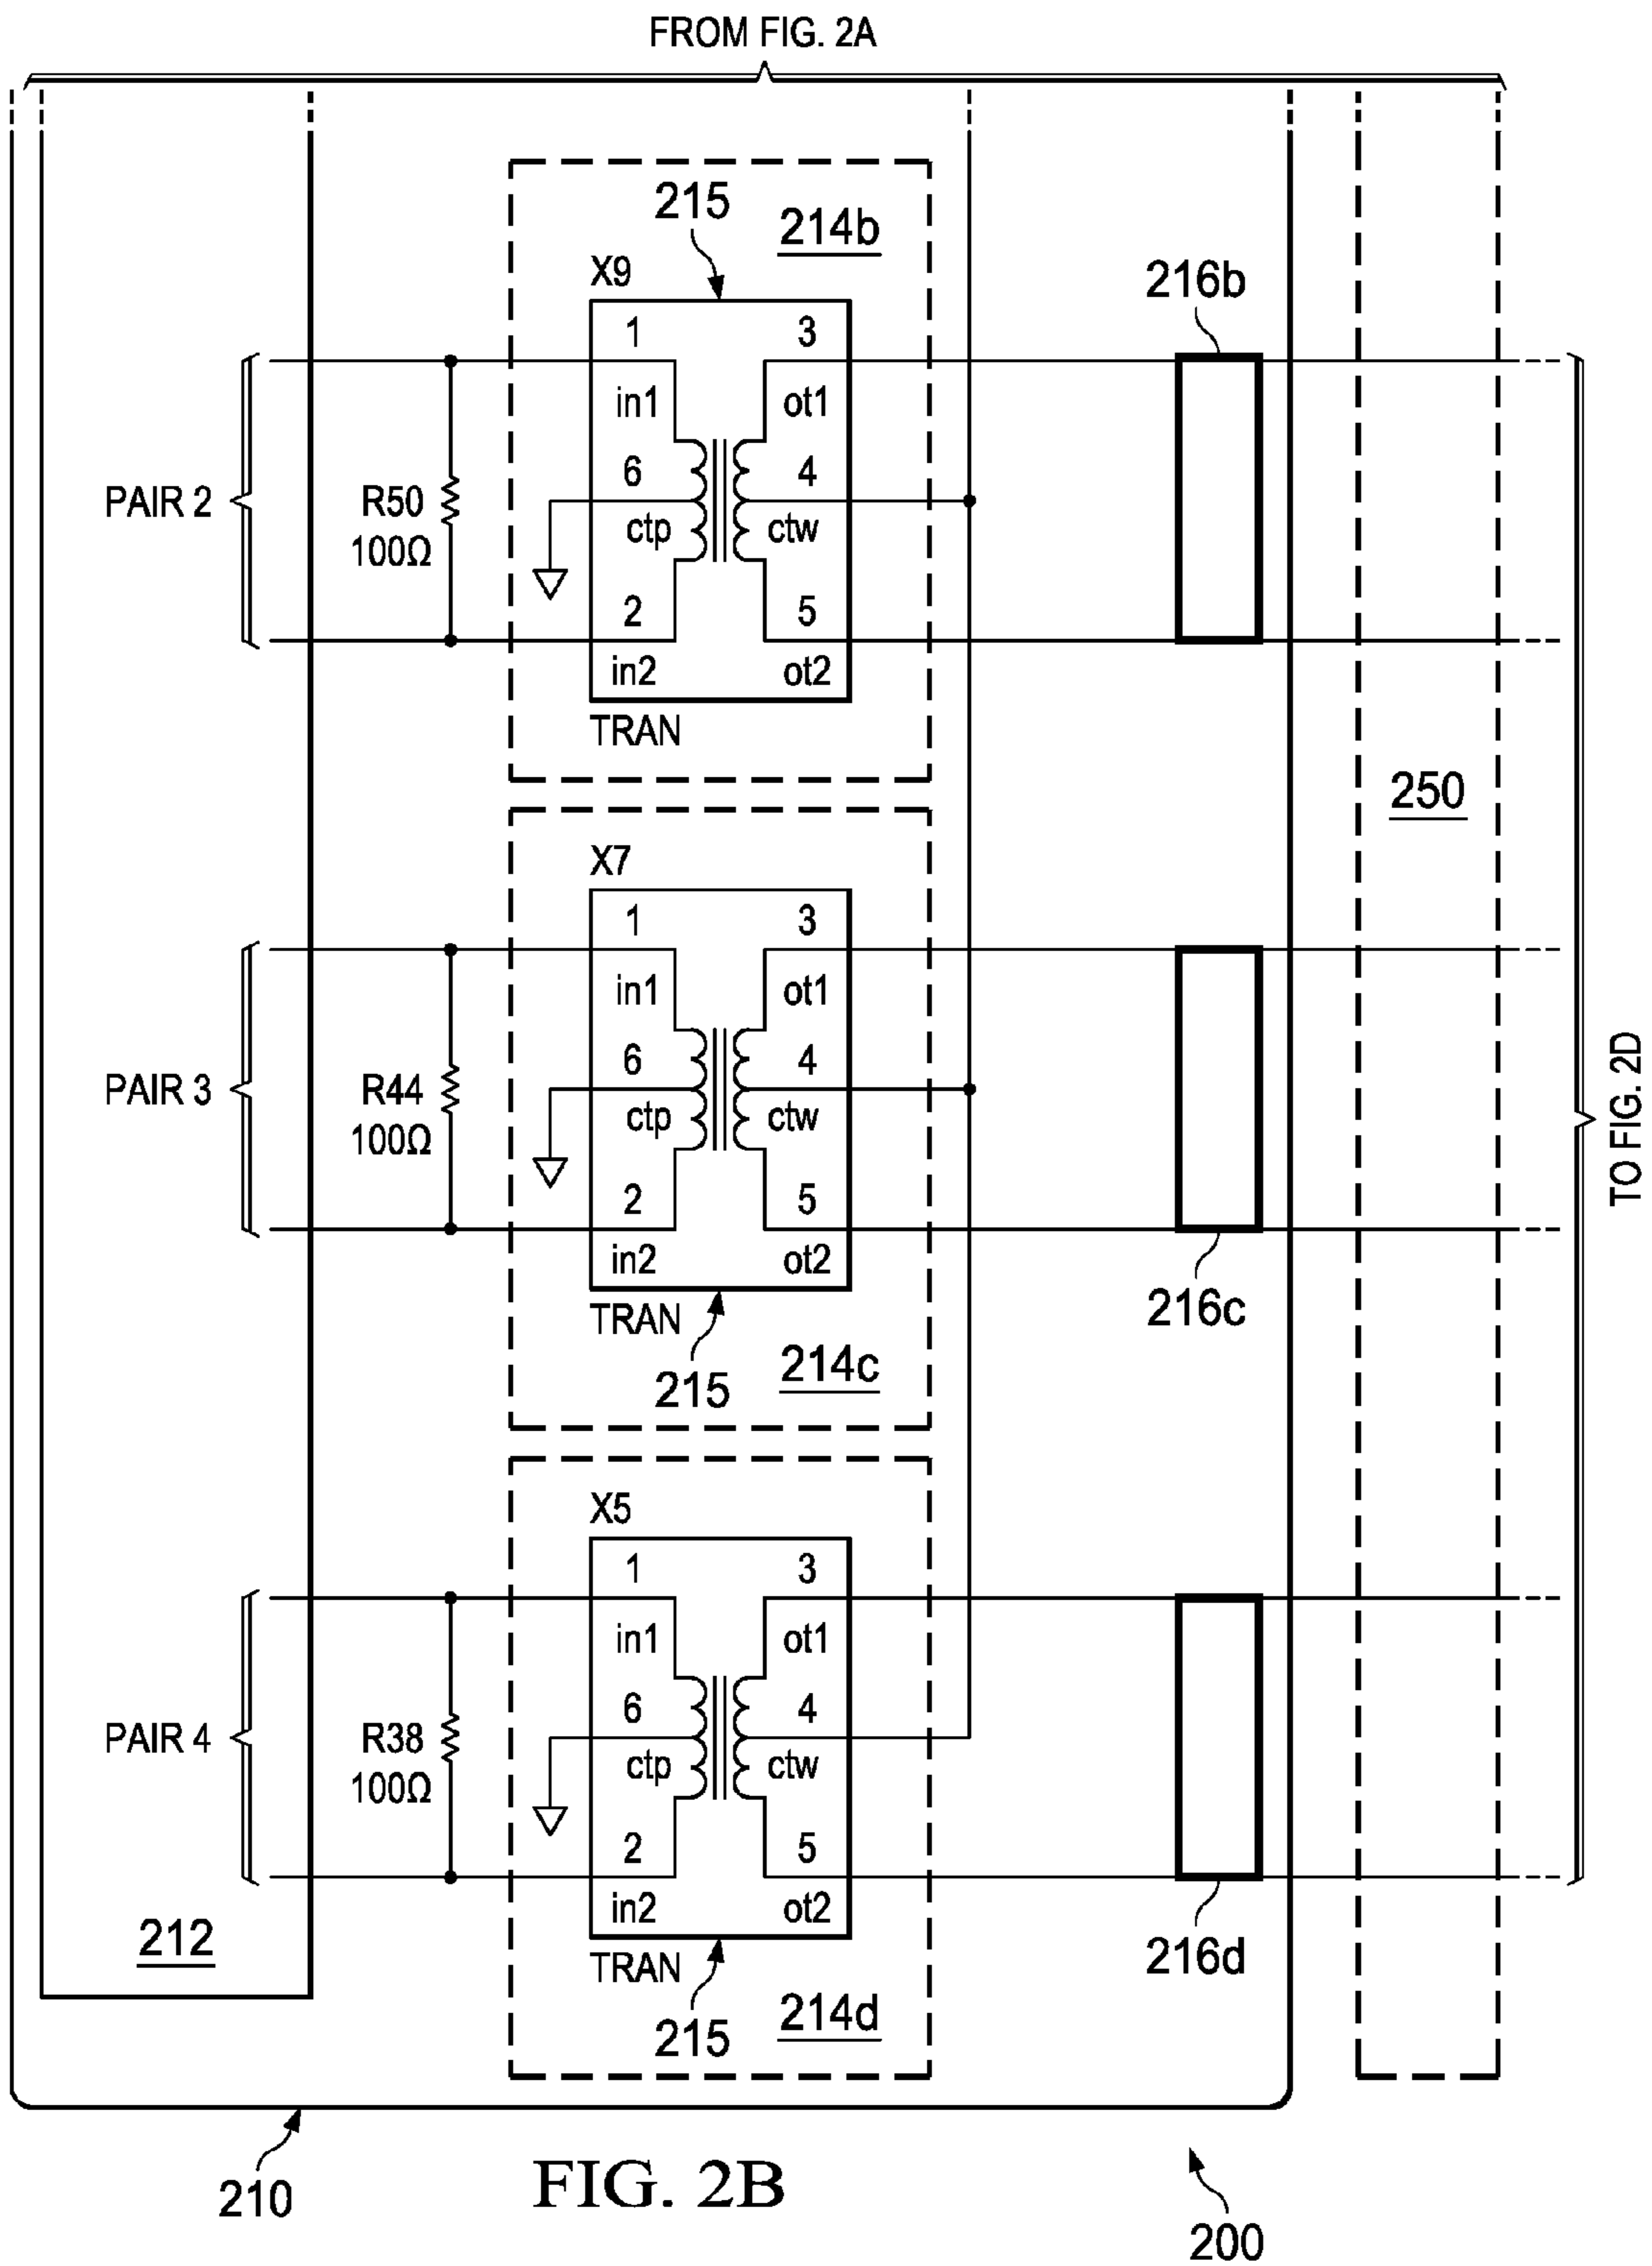 FROM FIG. 2A
215
214b
X9
216b
1
3
in1
ot1
PAIR 2
R50
100Ω
6
4
ctp
ctw
2
5
in2
ot2
TRAN
250
X7
1
3
in1
ot1
PAIR 3
R44
100Ω
6
4
ctp
ctw
2
5
in2
ot2
TRAN
216c
215
214c
TO FIG. 2D
X5
1
3
in1
ot1
PAIR 4
R38
100Ω
6
4
ctp
ctw
2
5
in2
ot2
212
TRAN
216d
215
214d
210
FIG. 2B
200